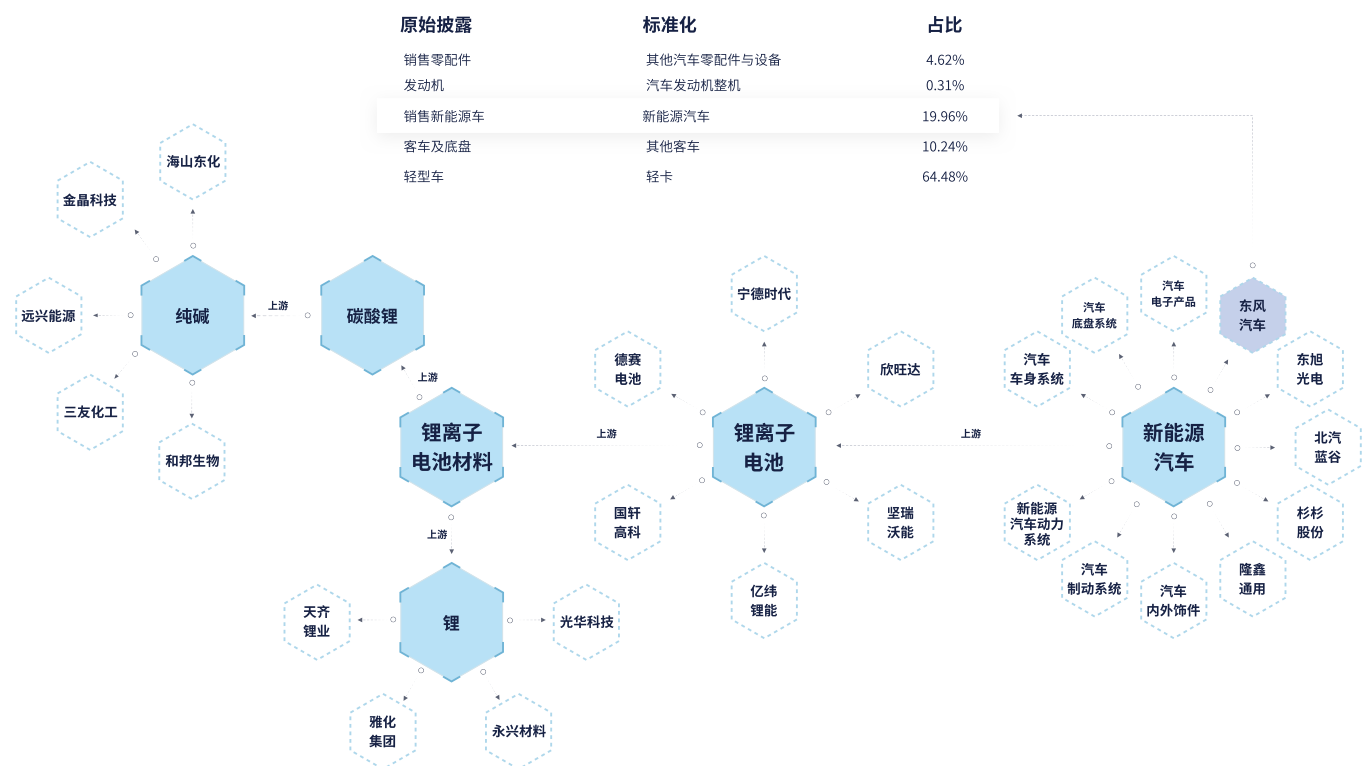 原始披露 标准化 占比
销售零配件 其他汽车零配件与设备 4.62%
发动机 汽车发动机整机 0.31%
销售新能源车 新能源汽车 19.96%
客车及底盘 其他客车 10.24%
轻型车 轻卡 64.48%
海山东化
金晶科技
远兴能源
纯碱
上游
碳酸锂
三友化工
和邦生物
上游
锂离子
电池材料
上游
锂
天齐
锂业
光华科技
雅化
集团
永兴材料
上游
宁德时代
德赛
电池
欣旺达
锂离子
电池
国轩
高科
坚瑞
沃能
亿纬
锂能
上游
汽车
电子产品
汽车
底盘系统
东风
汽车
汽车
车身系统
东旭
光电
新能源
汽车
北汽
蓝谷
新能源
汽车动力
系统
杉杉
股份
汽车
制动系统
汽车
内外饰件
隆鑫
通用